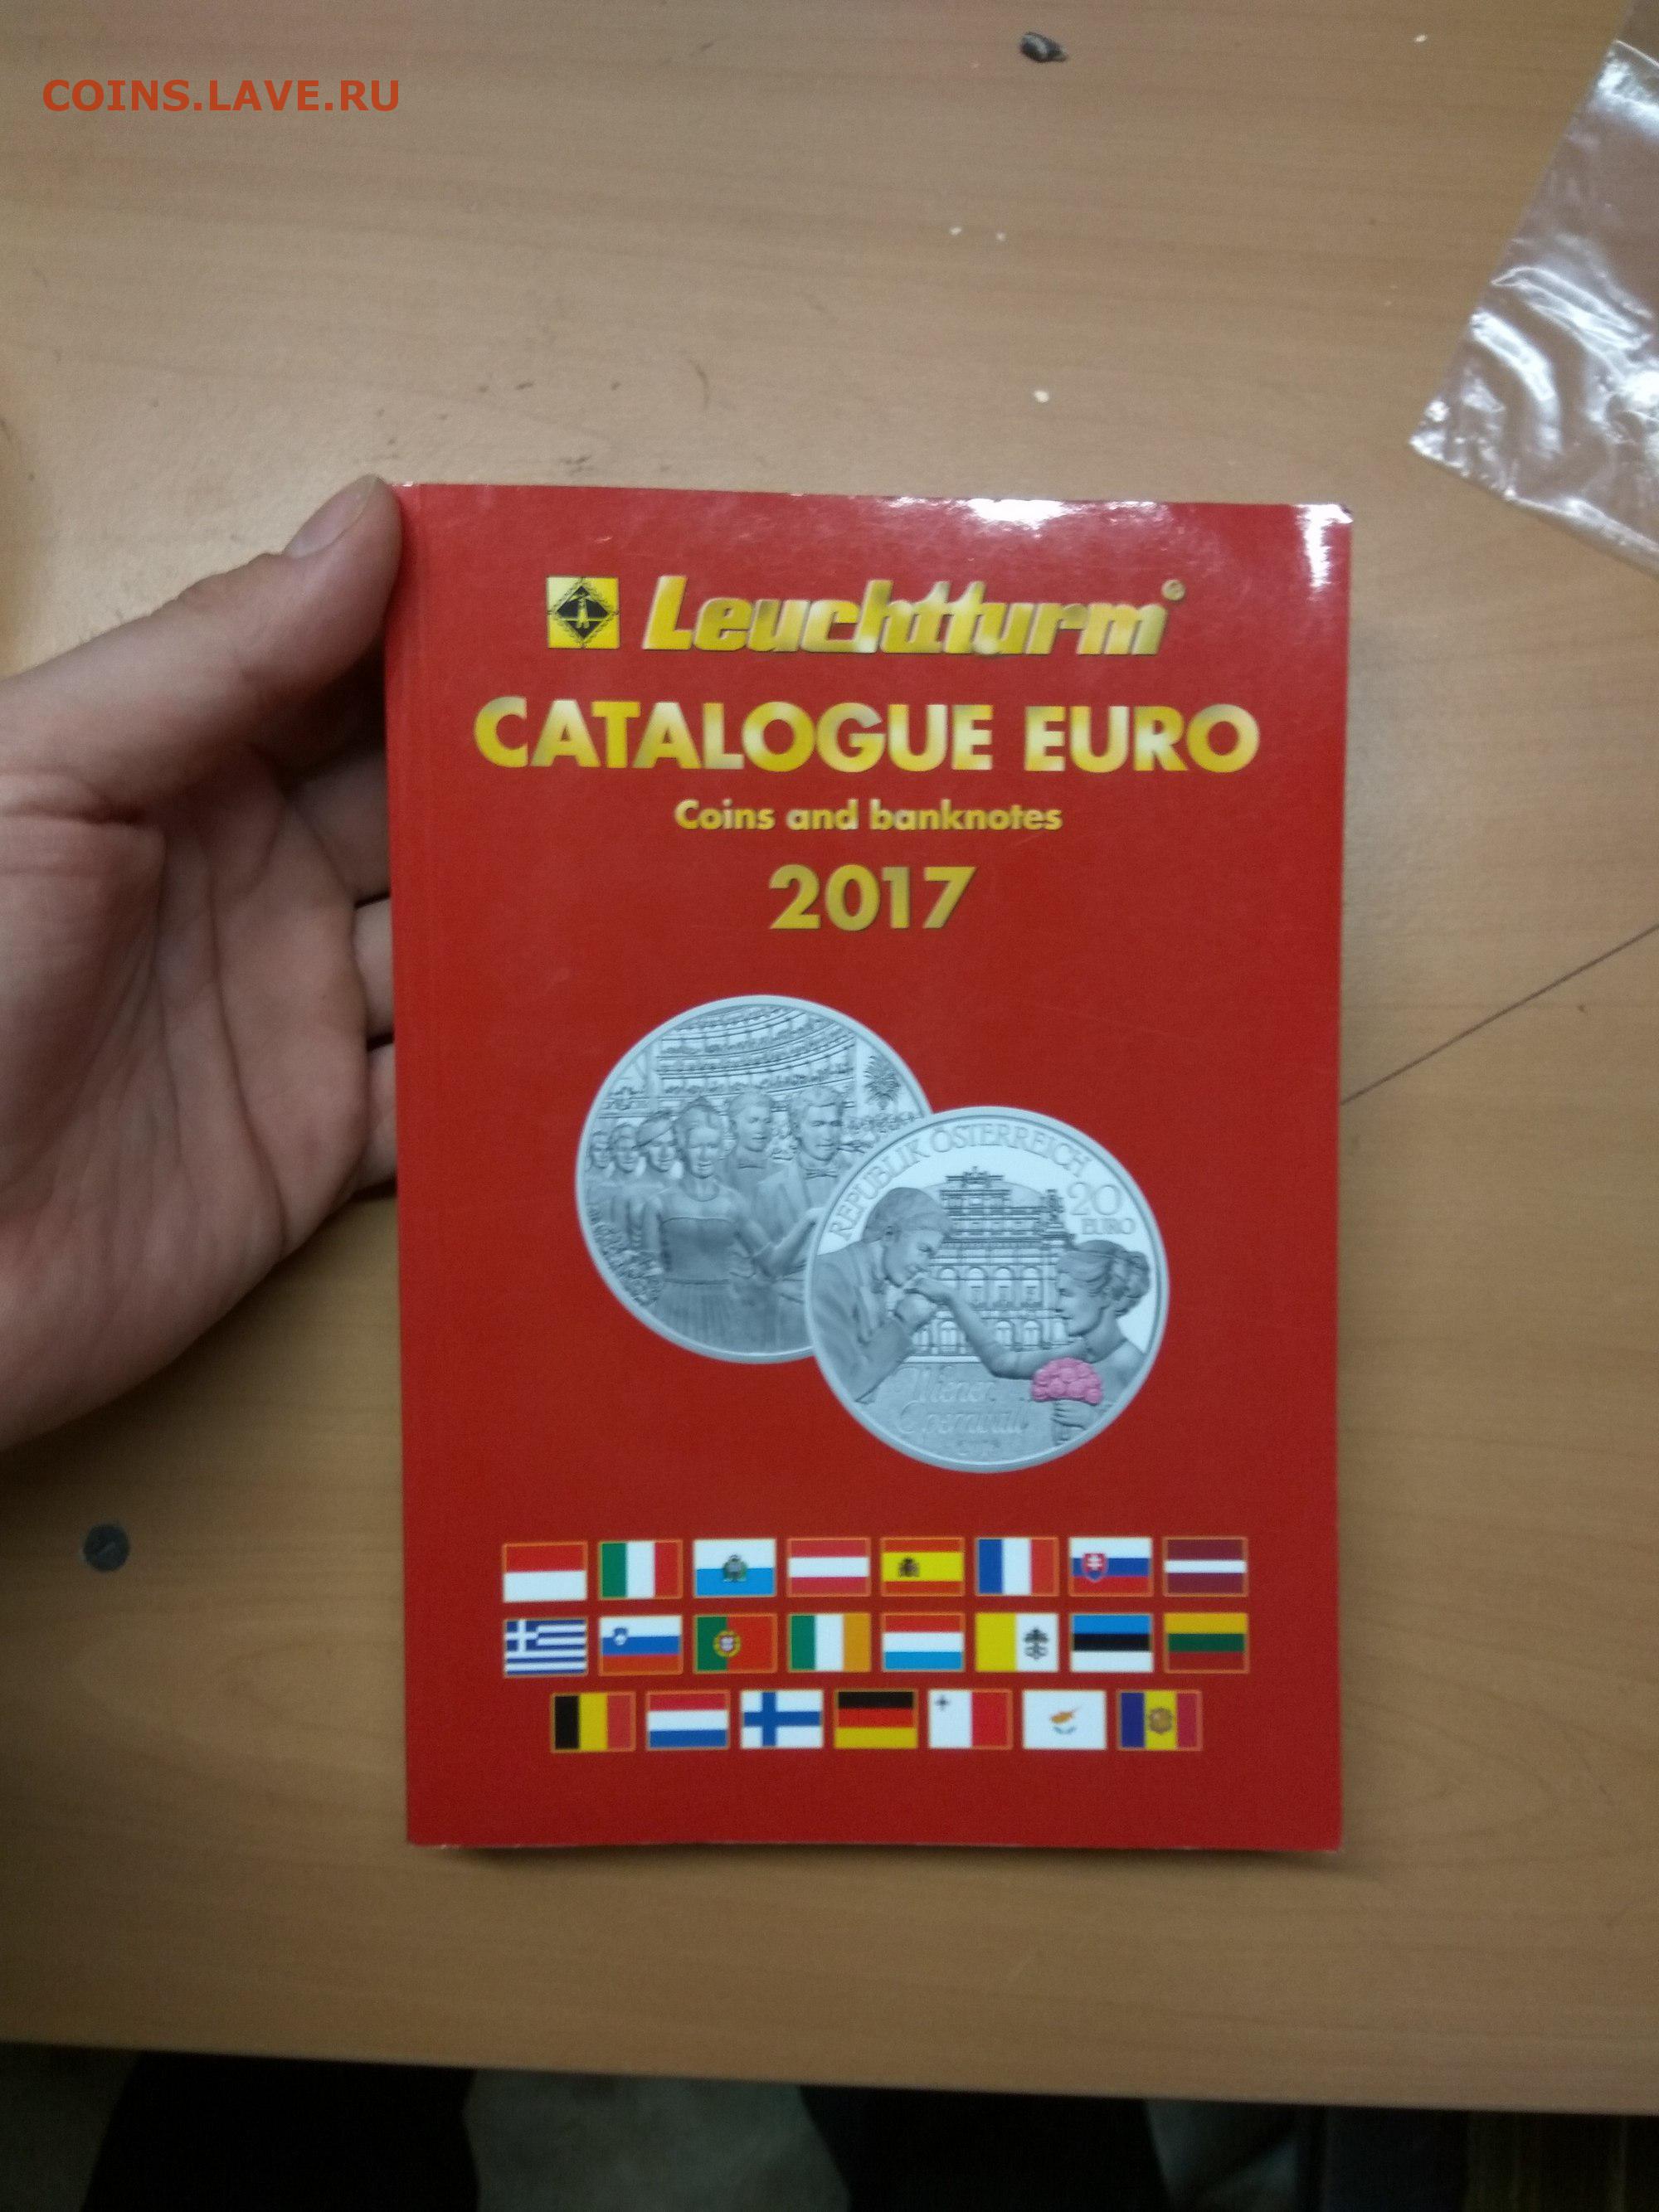 COINS.LAVE.RU
Leuchtturm
CATALOGUE EURO
Coins and banknotes
2017
REPUBLIK ÖSTERREICH
20
EURO
Wiener
Opernball